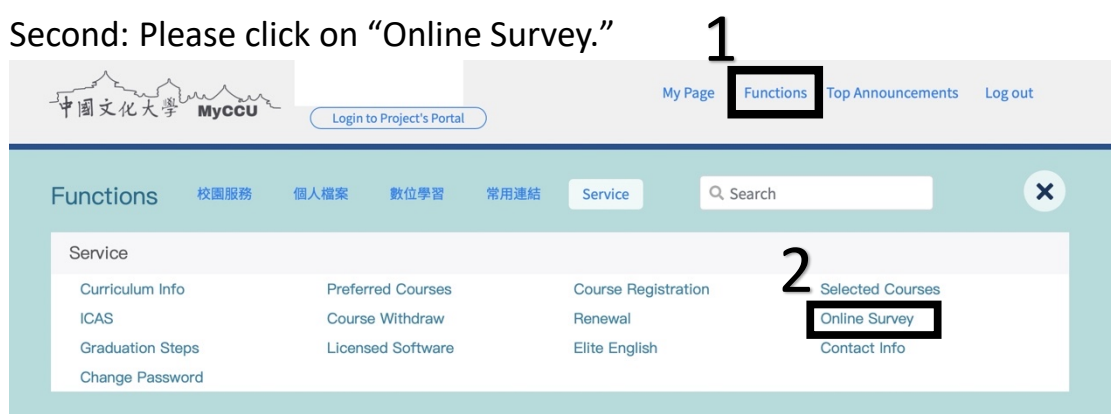 Second: Please click on “Online Survey.”
1
中國文化大學 MyCCU
Login to Project's Portal
My Page Functions Top Announcements Log out
Functions 校園服務 個人檔案 數位學習 常用連結 Service Search
Service
2
Curriculum Info Preferred Courses Course Registration Selected Courses
ICAS Course Withdraw Renewal Online Survey
Graduation Steps Licensed Software Elite English Contact Info
Change Password